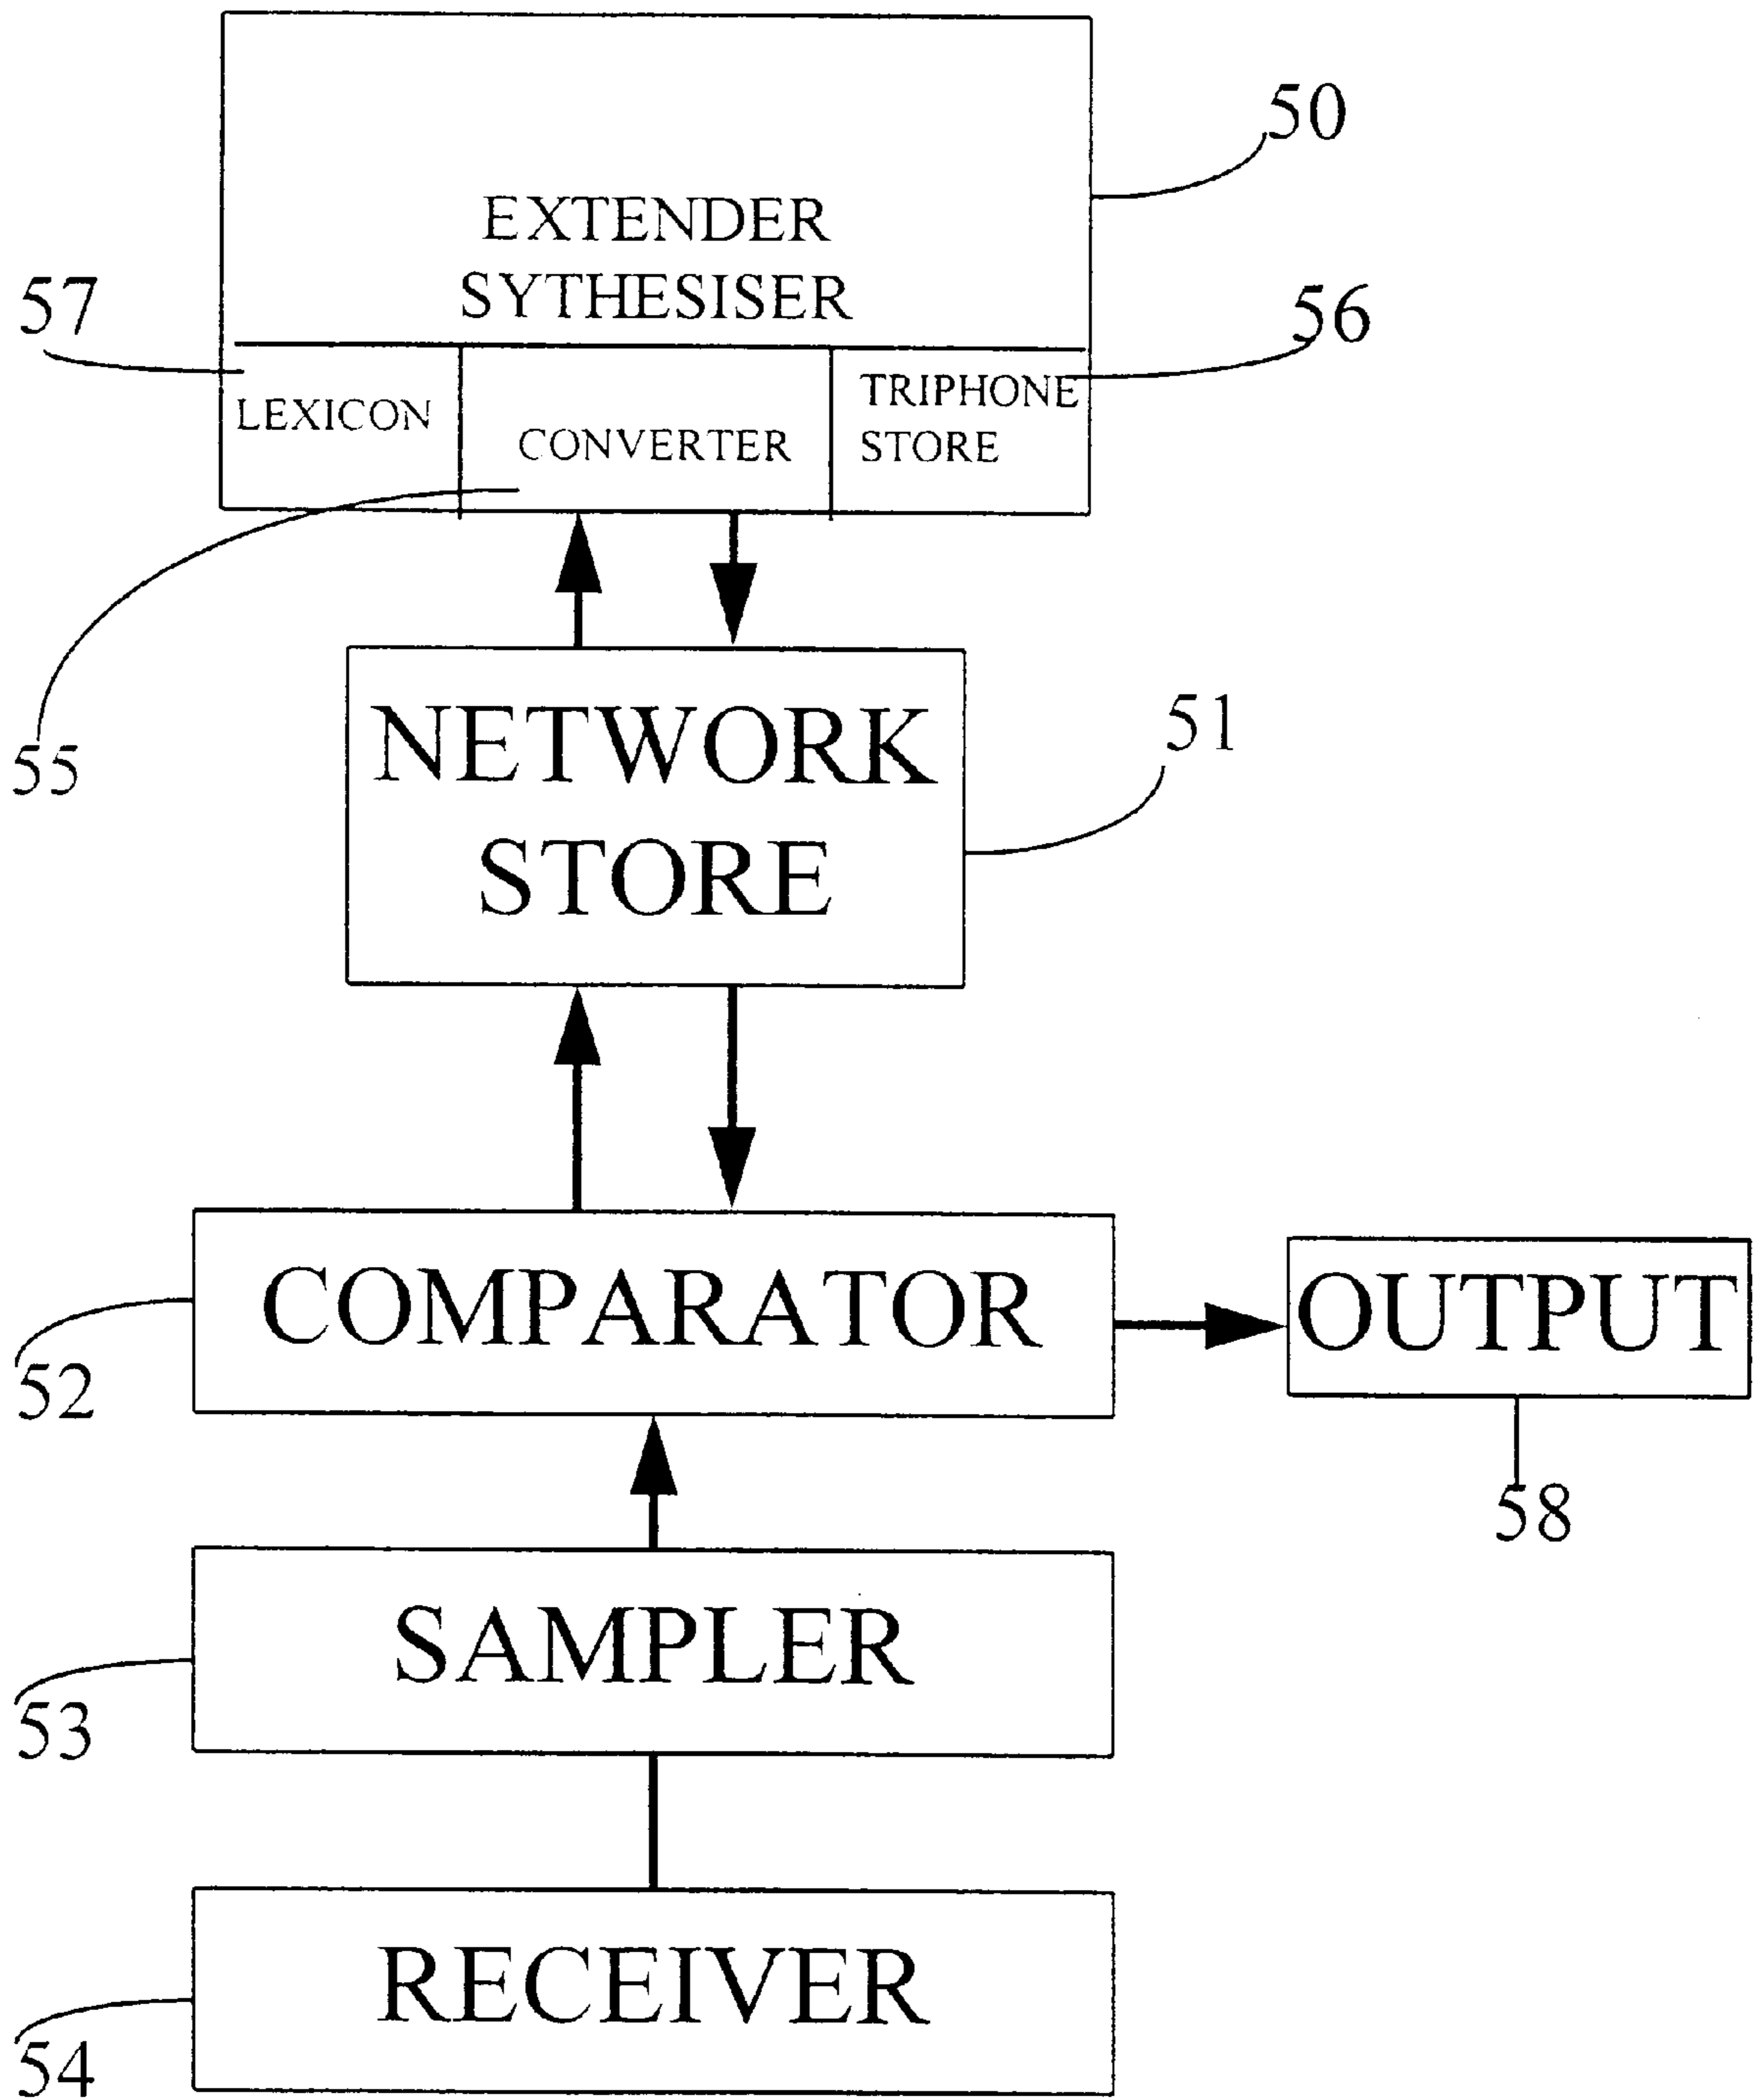 50
EXTENDER
SYTHESISER
57
56
LEXICON
CONVERTER
TRIPHONE
STORE
55
NETWORK
STORE
51
COMPARATOR
OUTPUT
52
58
SAMPLER
53
RECEIVER
54